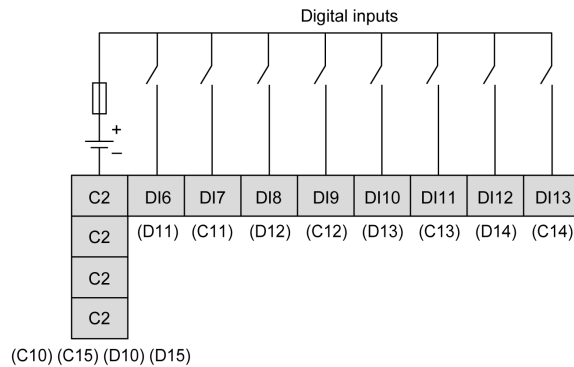 Digital inputs
+
–
C2 DI6 DI7 DI8 DI9 DI10 DI11 DI12 DI13
C2 (D11) (C11) (D12) (C12) (D13) (C13) (D14) (C14)
C2
C2
(C10) (C15) (D10) (D15)